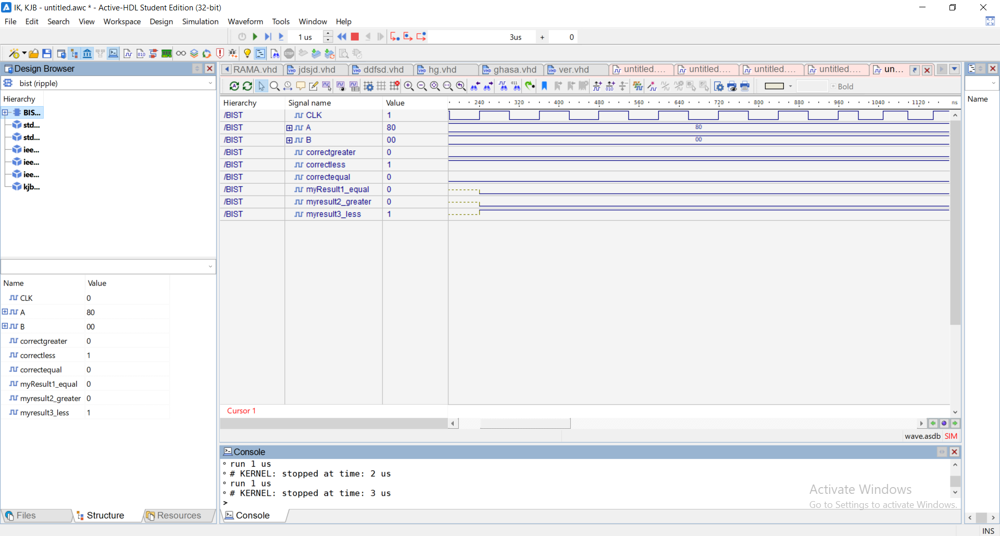 IK, KJB - untitled.awc * - Active-HDL Student Edition (32-bit)
File Edit Search View Workspace Design Simulation Waveform Tools Window Help
1 us 3us + 0
Design Browser
RAMA.vhd jdsjd.vhd ddfsd.vhd hg.vhd ghasa.vhd ver.vhd untitled.... untitled.... untitled.... untitled.... un...
bist (ripple)
Bold
Hierarchy
BIS...
std...
std...
iee...
iee...
iee...
kjb...
Hierarchy Signal name Value 240 320 400 480 560 640 720 800 880 960 1040 1120 ns
/BIST CLK 1
/BIST A 80 80
/BIST B 00 00
/BIST correctgreater 0
/BIST correctless 1
/BIST correctequal 0
/BIST myResult1_equal 0
/BIST myresult2_greater 0
/BIST myresult3_less 1
Name
Name Value
CLK 0
A 80
B 00
correctgreater 0
correctless 1
correctequal 0
myResult1_equal 0
myresult2_greater 0
myresult3_less 1
Cursor 1
wave.asdb SIM
Console
run 1 us
# KERNEL: stopped at time: 2 us
run 1 us
# KERNEL: stopped at time: 3 us
>
Activate Windows
Go to Settings to activate Windows.
Files Structure Resources
Console
INS